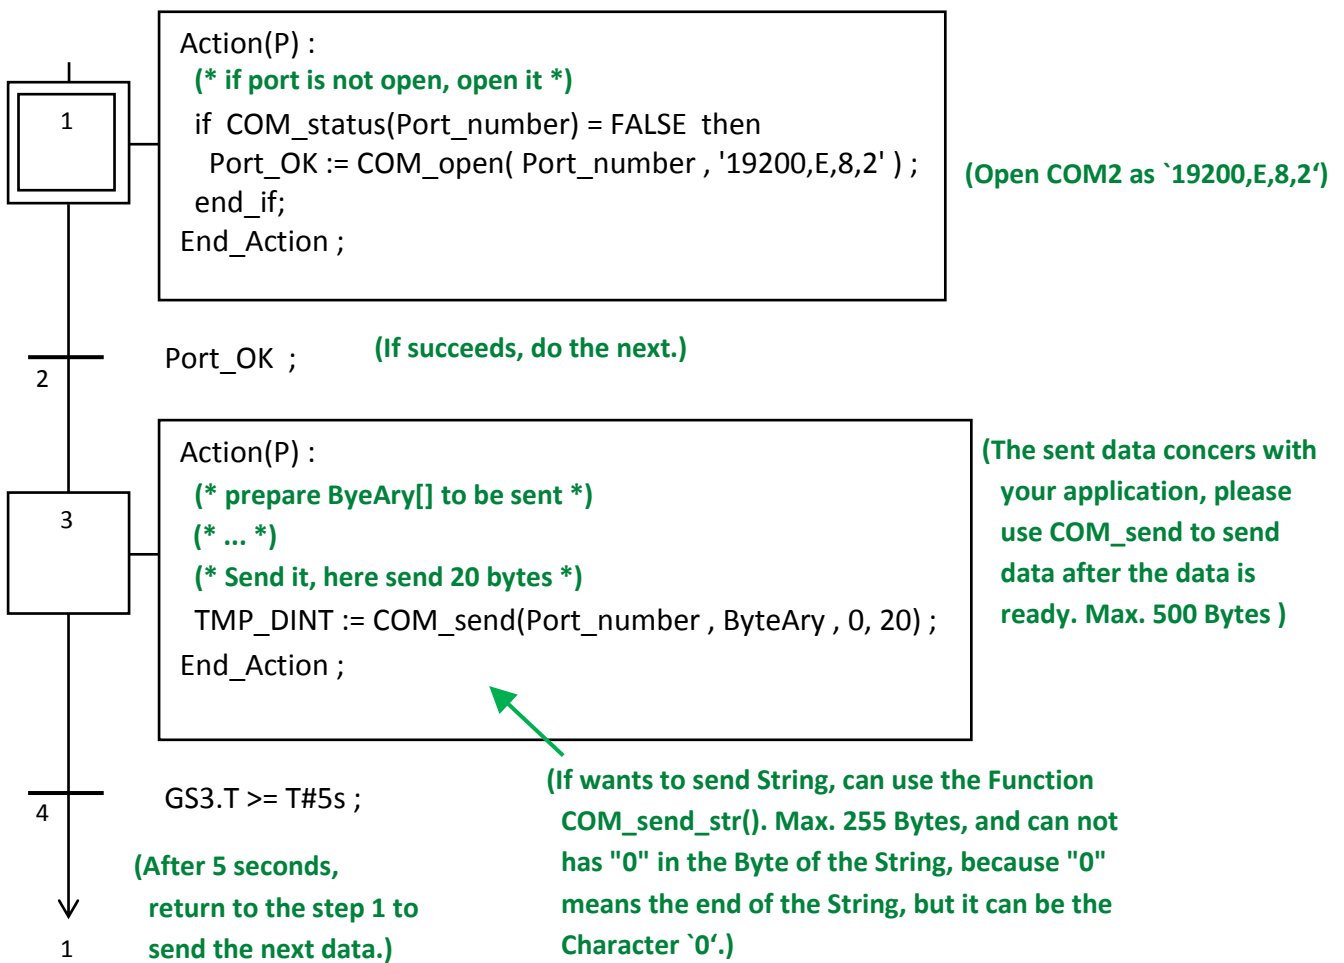 Action(P) :
(* if port is not open, open it *)
1
if COM_status(Port_number) = FALSE then
Port_OK := COM_open( Port_number , '19200,E,8,2' ) ;
(Open COM2 as `19200,E,8,2‘)
end_if;
End_Action ;
Port_OK ;
(If succeeds, do the next.)
2
Action(P) :
(* prepare ByeAry[] to be sent *)
3
(* ... *)
(* Send it, here send 20 bytes *)
TMP_DINT := COM_send(Port_number , ByteAry , 0, 20) ;
End_Action ;
(The sent data concers with
your application, please
use COM_send to send
data after the data is
ready. Max. 500 Bytes )
GS3.T >= T#5s ;
4
(If wants to send String, can use the Function
COM_send_str(). Max. 255 Bytes, and can not
has "0" in the Byte of the String, because "0"
means the end of the String, but it can be the
Character `0‘.)
(After 5 seconds,
return to the step 1 to
send the next data.)
1